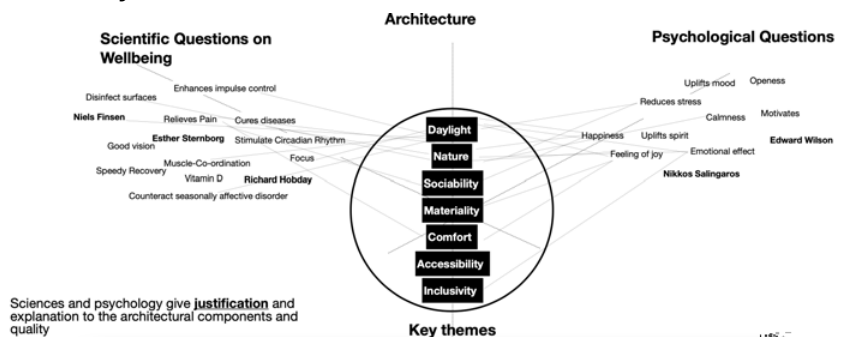 Architecture
Scientific Questions on
Wellbeing
Psychological Questions
Enhances impulse control
Disinfect surfaces
Niels Finsen
Relieves Pain
Cures diseases
Esther Sternborg
Stimulate Circadian Rhythm
Good vision
Focus
Muscle-Co-ordination
Speedy Recovery
Vitamin D
Richard Hobday
Counteract seasonally affective disorder
Daylight
Nature
Sociability
Materiality
Comfort
Accessibility
Inclusivity
Uplifts mood
Openess
Reduces stress
Calmness
Motivates
Happiness
Uplifts spirit
Edward Wilson
Feeling of joy
Emotional effect
Nikkos Salingaros
Sciences and psychology give justification and
explanation to the architectural components and
quality
Key themes